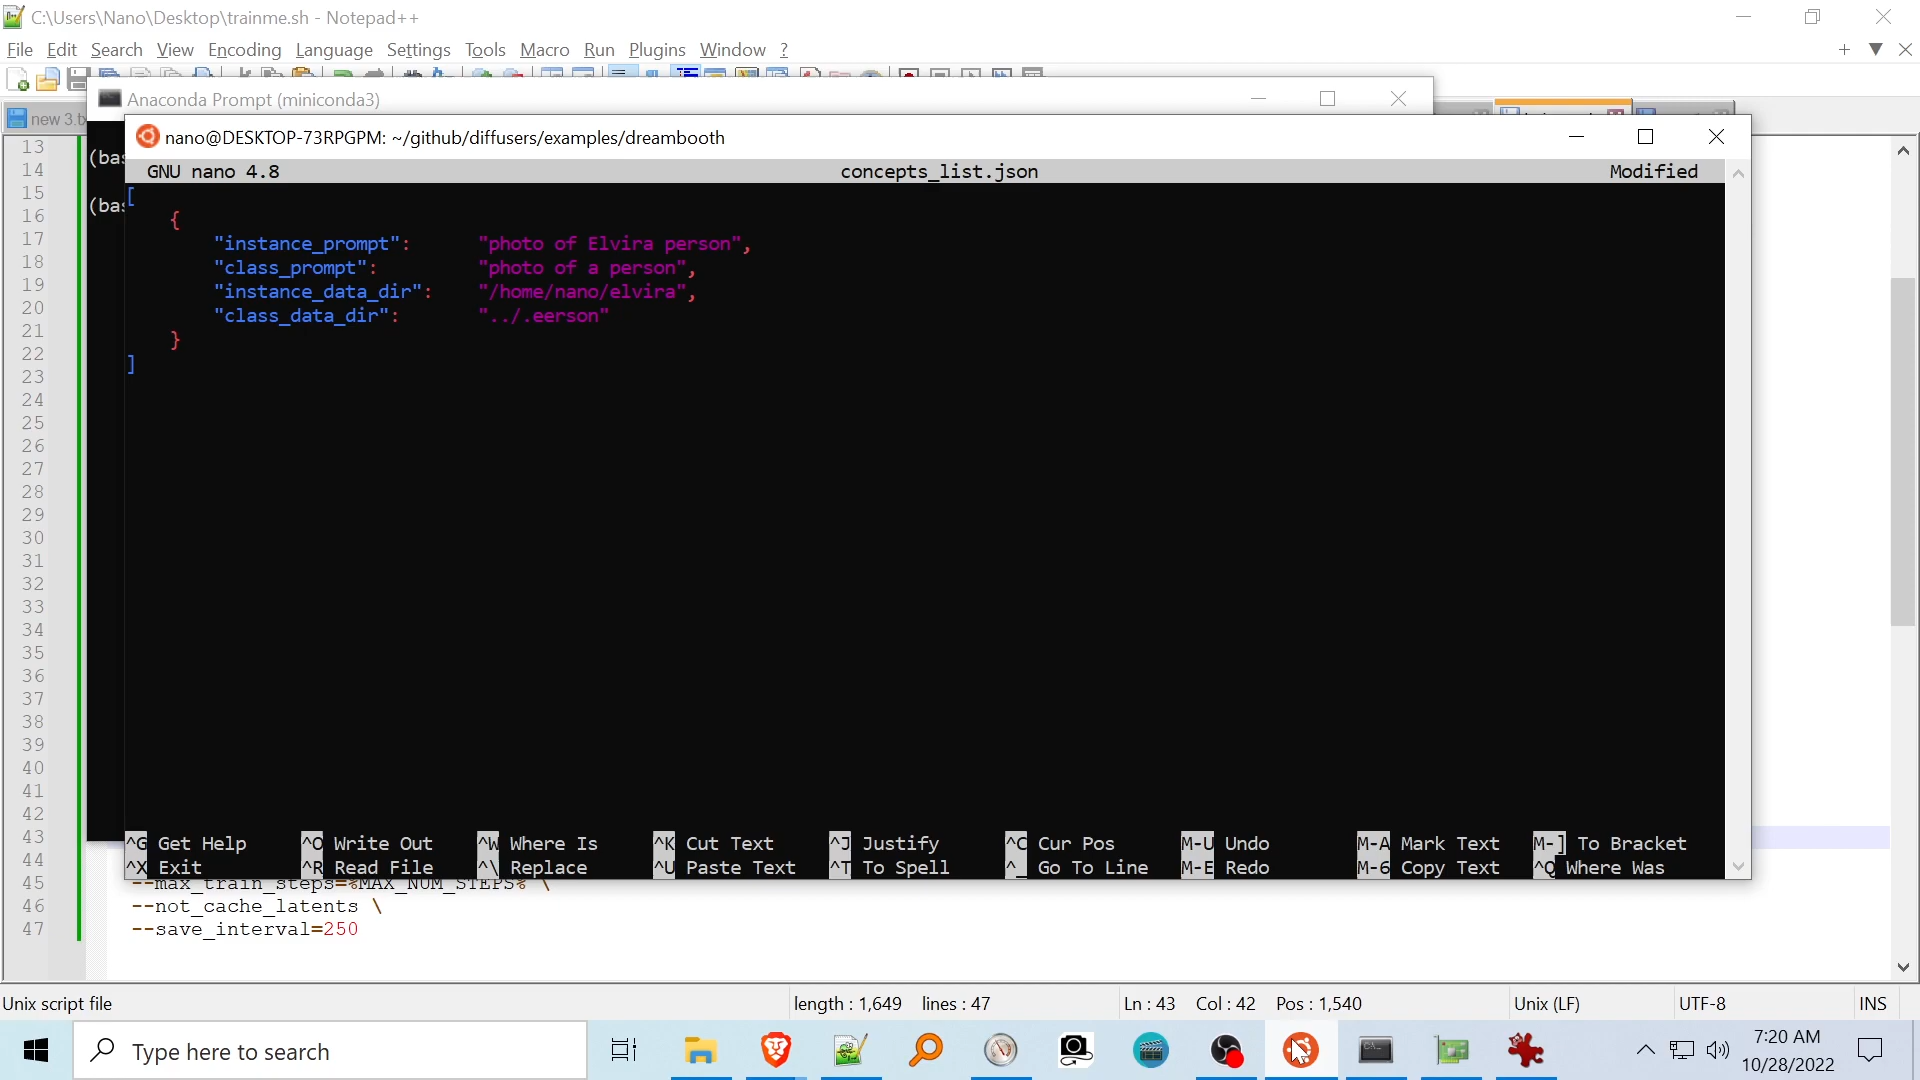 C:\Users\Nano\Desktop\trainme.sh - Notepad++
File Edit Search View Encoding Language Settings Tools Macro Run Plugins Window ?
Anaconda Prompt (miniconda3)
new 3.
nano@DESKTOP-73RPGPM: ~/github/diffusers/examples/dreambooth
GNU nano 4.8 concepts_list.json Modified
(bas
(bas
[
{
"instance_prompt": "photo of Elvira person",
"class_prompt": "photo of a person",
"instance_data_dir": "/home/nano/elvira",
"class_data_dir": "../.eerson"
}
]
13
14
15
16
17
18
19
20
21
22
23
24
25
26
27
28
29
30
31
32
33
34
35
36
37
38
39
40
41
42
43
44
^G Get Help ^O Write Out ^W Where Is ^K Cut Text ^J Justify ^C Cur Pos M-U Undo M-A Mark Text M-] To Bracket
^X Exit ^R Read File ^\ Replace ^U Paste Text ^T To Spell ^_ Go To Line M-E Redo M-6 Copy Text ^Q Where Was
45 --max_train_steps=%MAX_NUM_STEPS% \
46 --not_cache_latents \
47 --save_interval=250
Unix script file length : 1,649 lines : 47 Ln : 43 Col : 42 Pos : 1,540 Unix (LF) UTF-8 INS
Type here to search
7:20 AM
10/28/2022